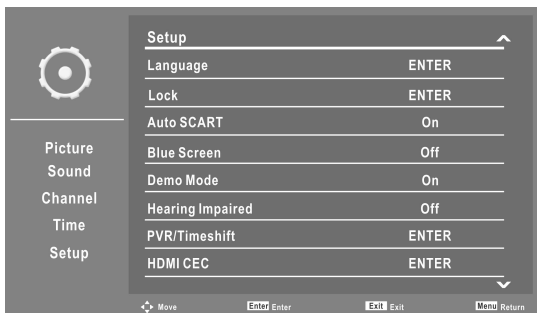 Setup
Language ENTER
Lock ENTER
Auto SCART On
Blue Screen Off
Demo Mode On
Hearing Impaired Off
PVR/Timeshift ENTER
HDMI CEC ENTER
Picture
Sound
Channel
Time
Setup
Move Enter Enter Exit Exit Menu Return